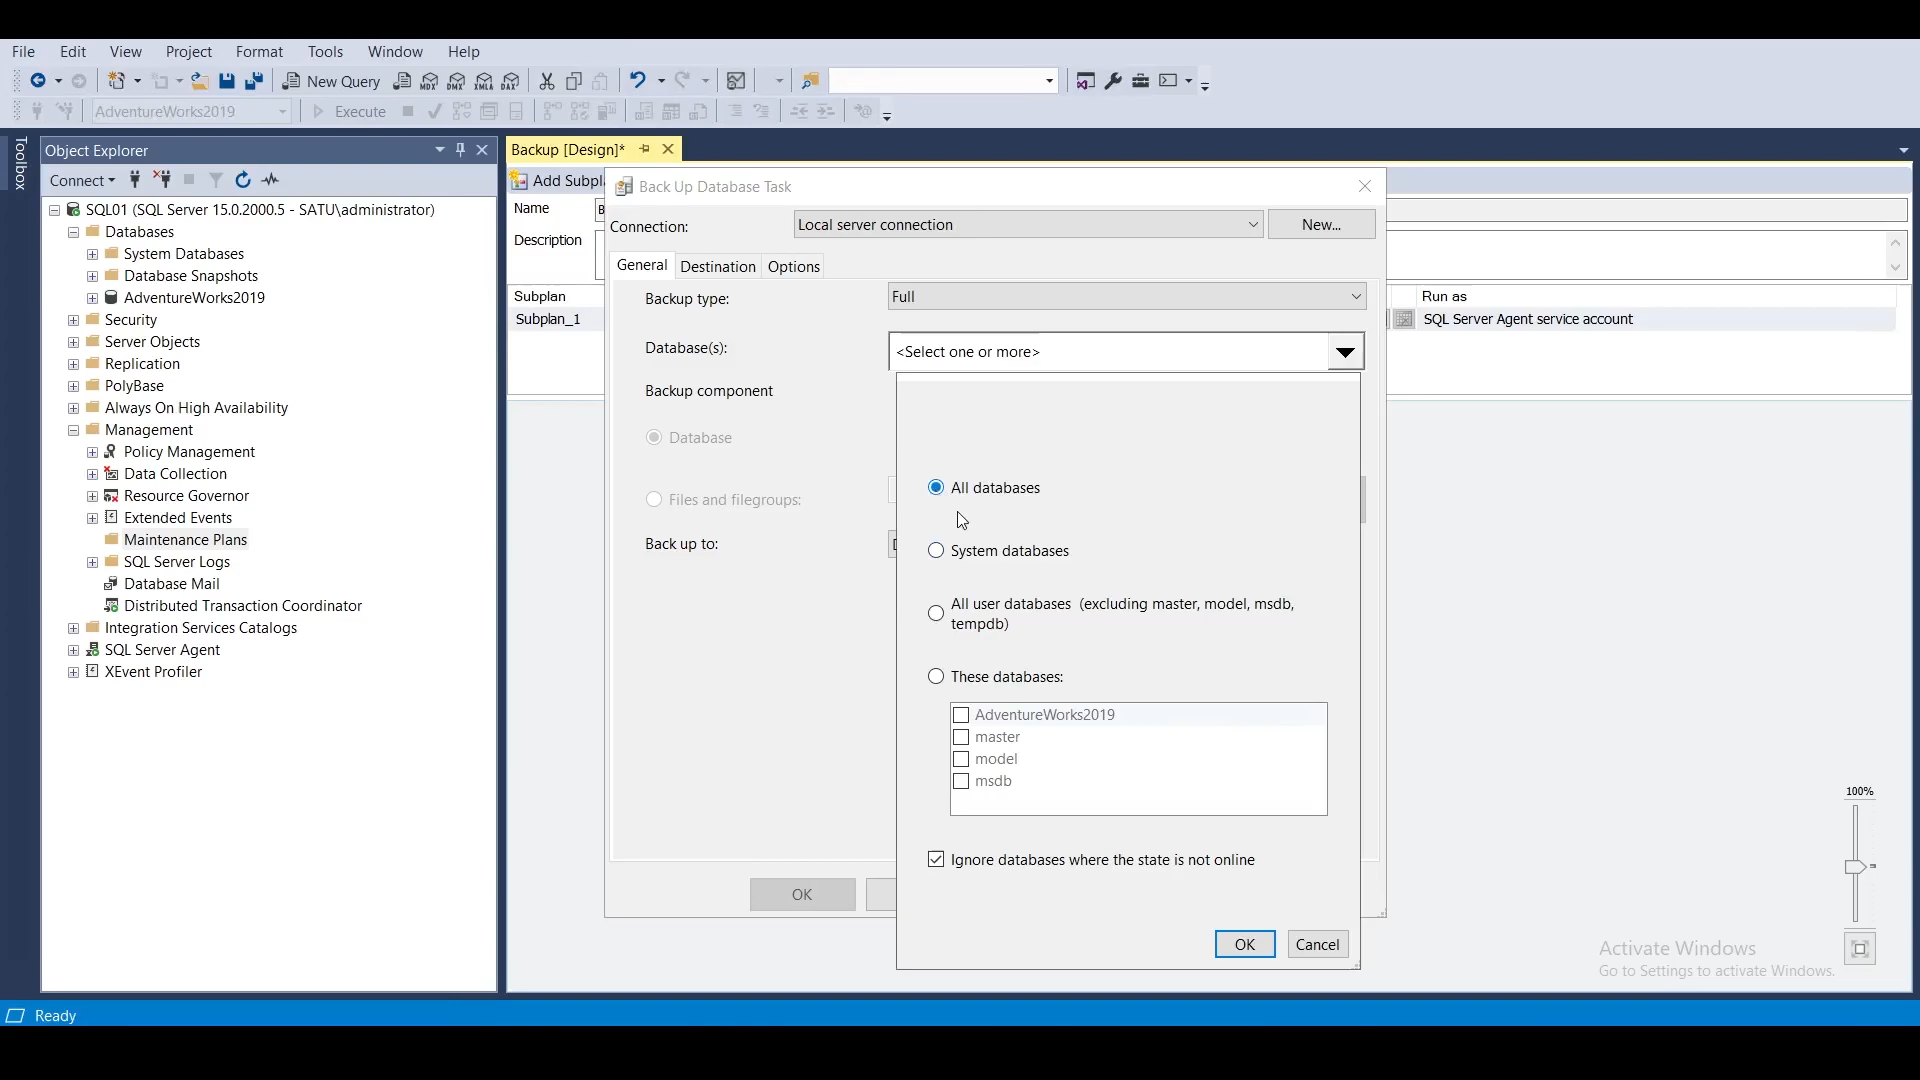 File Edit View Project Format Tools Window Help
New Query MDX DMX XMLA DAX
AdventureWorks2019 Execute
Toolbox
Object Explorer
Connect
SQL01 (SQL Server 15.0.2000.5 - SATU\administrator)
Databases
System Databases
Database Snapshots
AdventureWorks2019
Security
Server Objects
Replication
PolyBase
Always On High Availability
Management
Policy Management
Data Collection
Resource Governor
Extended Events
Maintenance Plans
SQL Server Logs
Database Mail
Distributed Transaction Coordinator
Integration Services Catalogs
SQL Server Agent
XEvent Profiler
Backup [Design]*
Add Subpl
Name
Description
Subplan
Subplan_1
Run as
SQL Server Agent service account
Back Up Database Task
Connection: Local server connection New...
General Destination Options
Backup type: Full
Database(s): <Select one or more>
Backup component
Database
Files and filegroups:
Back up to:
OK
All databases
System databases
All user databases (excluding master, model, msdb,
tempdb)
These databases:
AdventureWorks2019
master
model
msdb
Ignore databases where the state is not online
OK Cancel
100%
Activate Windows
Go to Settings to activate Windows.
Ready